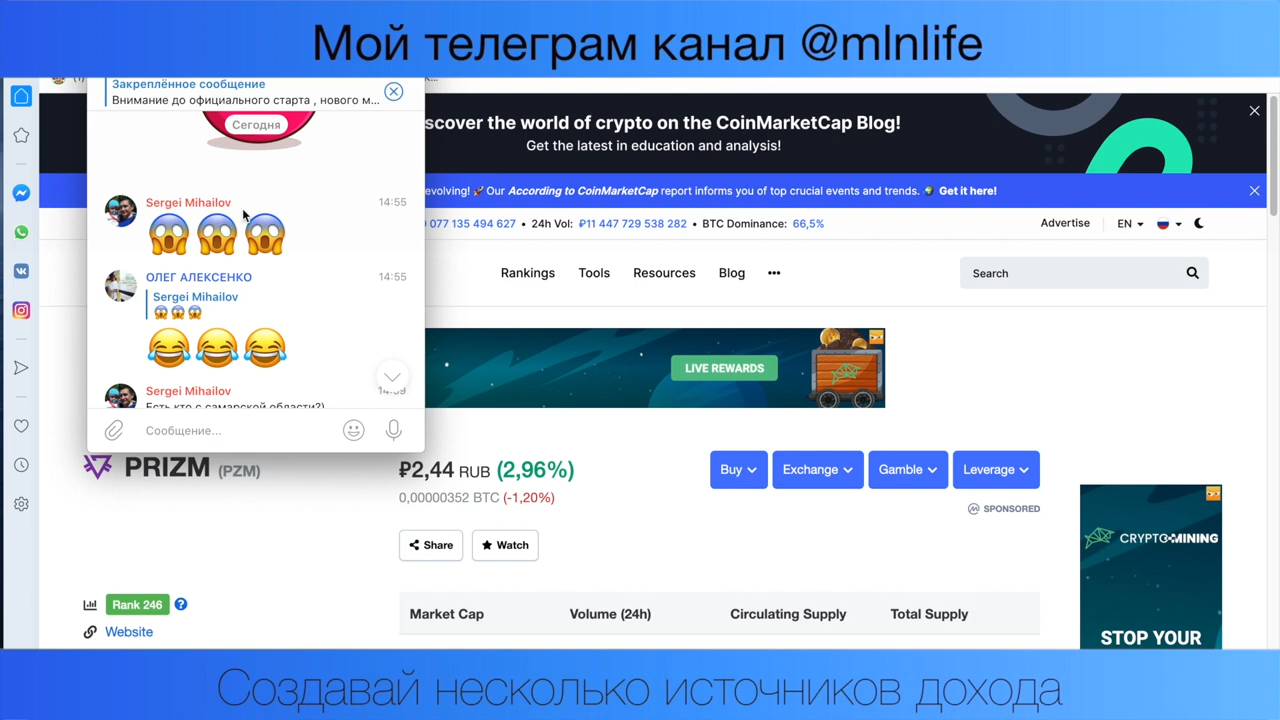 Мой телеграм канал @mlnlife
Закреплённое сообщение
Внимание до официального старта , нового м...
Сегодня
Sergei Mihailov
14:55
ОЛЕГ АЛЕКСЕНКО
14:55
Sergei Mihailov
Sergei Mihailov
Есть кто с самарской области?)
Сообщение...
scover the world of crypto on the CoinMarketCap Blog!
Get the latest in education and analysis!
evolving! 🚀 Our According to CoinMarketCap report informs you of top crucial events and trends. Get it here!
077 135 494 627 • 24h Vol: ₽11 447 729 538 282 • BTC Dominance: 66,5%
Advertise EN
Rankings Tools Resources Blog •••
Search
LIVE REWARDS
PRIZM (PZM)
₽2,44 RUB (2,96%)
0,00000352 BTC (-1,20%)
Buy Exchange Gamble Leverage
SPONSORED
Share Watch
Rank 246 ?
Website
Market Cap Volume (24h) Circulating Supply Total Supply
CRYPTOMINING
STOP YOUR
Создавай несколько источников дохода